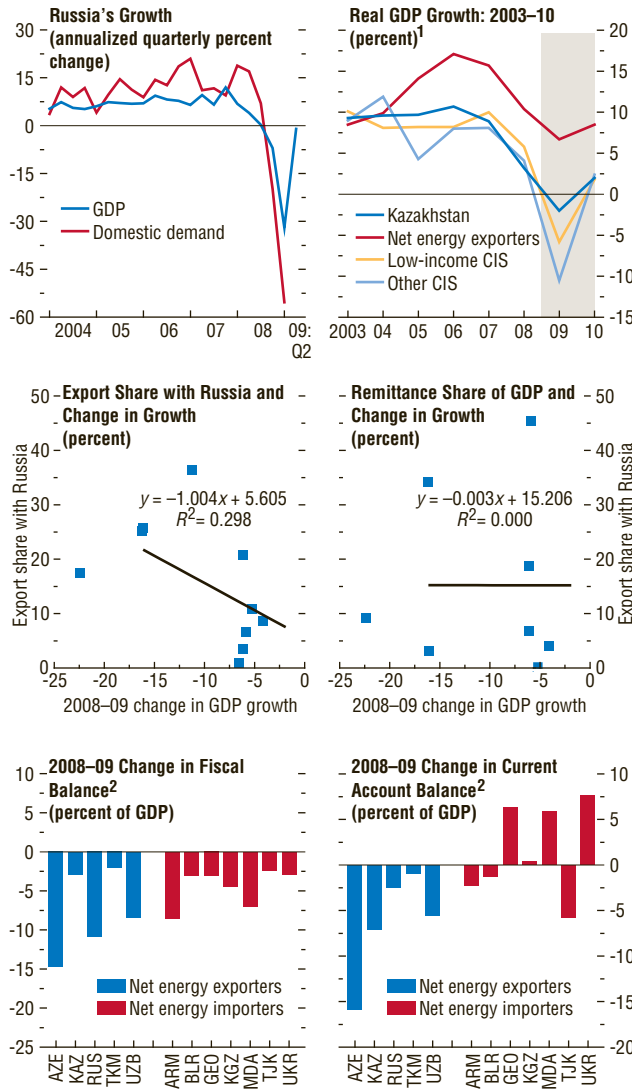 Russia's Growth
(annualized quarterly percent
change)
30
15
0
-15
-30
-45
-60
GDP
Domestic demand
2004 05 06 07 08 09:
Q2
Real GDP Growth: 2003–10
(percent)1
20
15
10
5
0
-5
-10
-15
Kazakhstan
Net energy exporters
Low-income CIS
Other CIS
2003 04 05 06 07 08 09 10
Export Share with Russia and
Change in Growth
(percent)
50
40
30
20
10
0
Export share with Russia
y = –1.004x + 5.605
R2= 0.298
-25 -20 -15 -10 -5 0
2008–09 change in GDP growth
Remittance Share of GDP and
Change in Growth
(percent)
50
40
30
20
10
0
Export share with Russia
y = –0.003x + 15.206
R2= 0.000
-25 -20 -15 -10 -5 0
2008–09 change in GDP growth
2008–09 Change in Fiscal
Balance2
(percent of GDP)
10
5
0
-5
-10
-15
-20
-25
Net energy exporters
Net energy importers
AZE
KAZ
RUS
TKM
UZB
ARM
BLR
GEO
KGZ
MDA
TJK
UKR
2008–09 Change in Current
Account Balance2
(percent of GDP)
10
5
0
-5
-10
-15
-20
Net energy exporters
Net energy importers
AZE
KAZ
RUS
TKM
UZB
ARM
BLR
GEO
KGZ
MDA
TJK
UKR